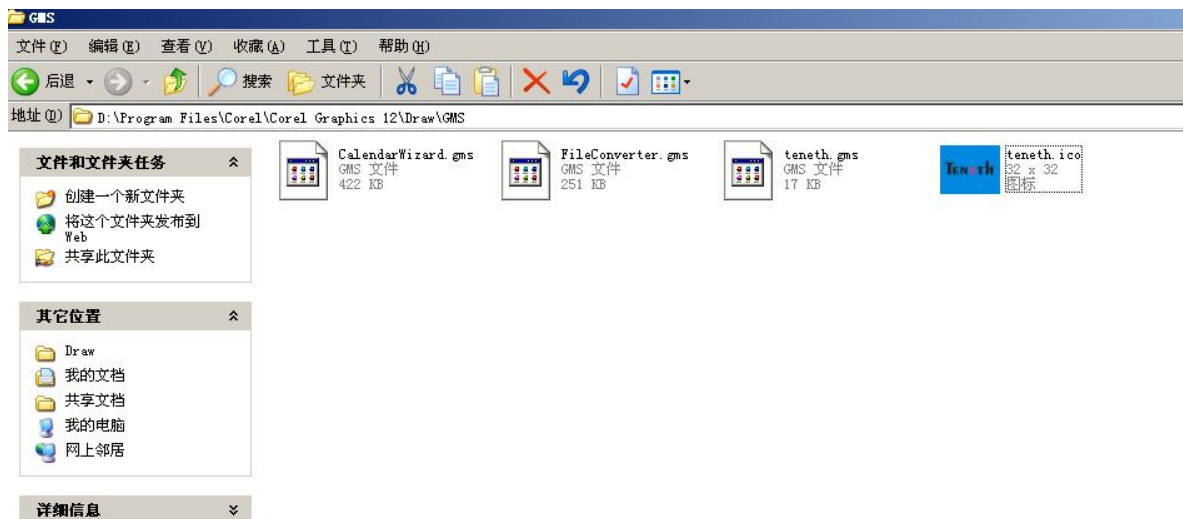 GMS
文件(F) 编辑(E) 查看(V) 收藏(A) 工具(T) 帮助(H)
后退 搜索 文件夹
地址(D) D:\Program Files\Corel\Corel Graphics 12\Draw\GMS
文件和文件夹任务
创建一个新文件夹
将这个文件夹发布到
Web
共享此文件夹
其它位置
Draw
我的文档
共享文档
我的电脑
网上邻居
详细信息
CalendarWizard.gms
GMS 文件
422 KB
FileConverter.gms
GMS 文件
251 KB
teneth.gms
GMS 文件
17 KB
TENETH
teneth.ico
32 x 32
图标